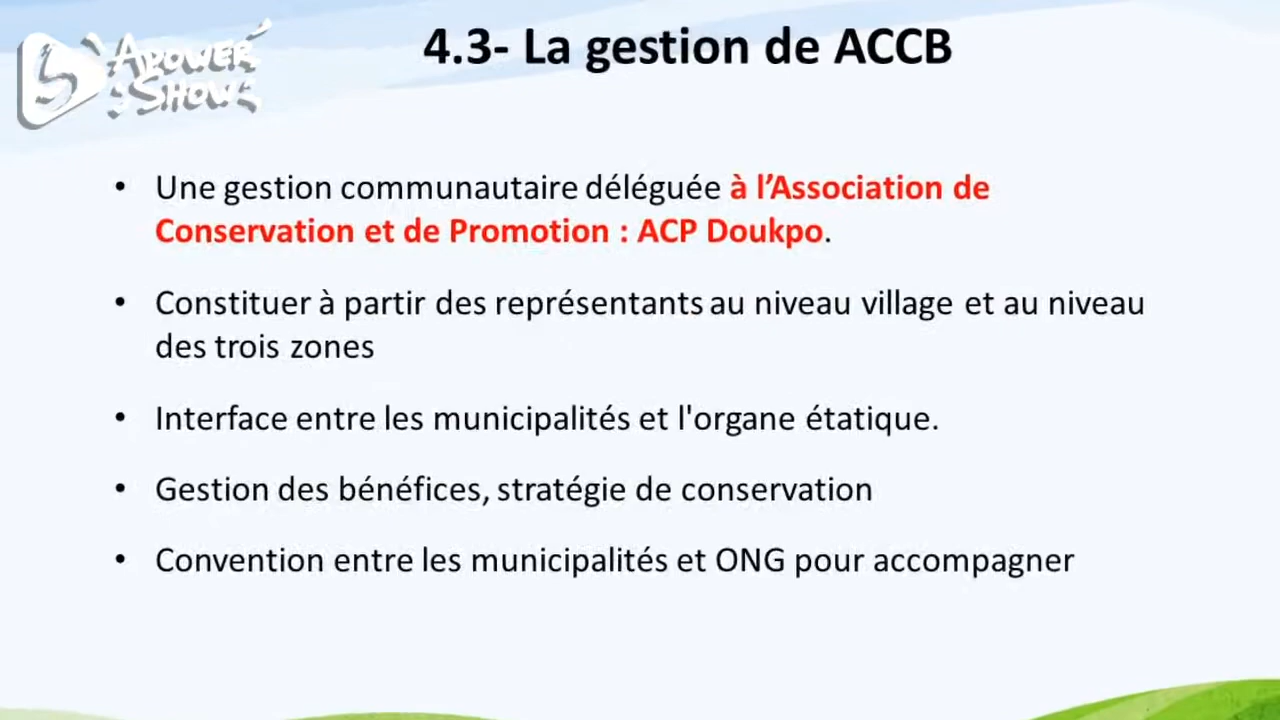 APOWER
SHOW
4.3- La gestion de ACCB
• Une gestion communautaire déléguée à l’Association de
Conservation et de Promotion : ACP Doukpo.
• Constituer à partir des représentants au niveau village et au niveau
des trois zones
• Interface entre les municipalités et l'organe étatique.
• Gestion des bénéfices, stratégie de conservation
• Convention entre les municipalités et ONG pour accompagner